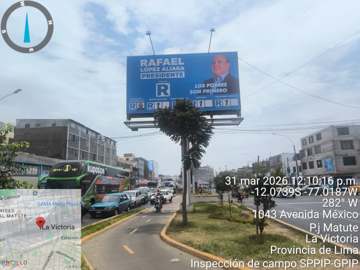 RAFAEL
LÓPEZ ALIAGA
PRESIDENTE
R
LOS POBRES
SON PRIMERO
31 mar 2026 12:10:16 p.m.
-12.0739S-77.0187W
282° W
1043 Avenida México
P.j Matute
La Victoria
Provincia de Lima
Inspección de campo SPPIP-GPIP
La Victoria